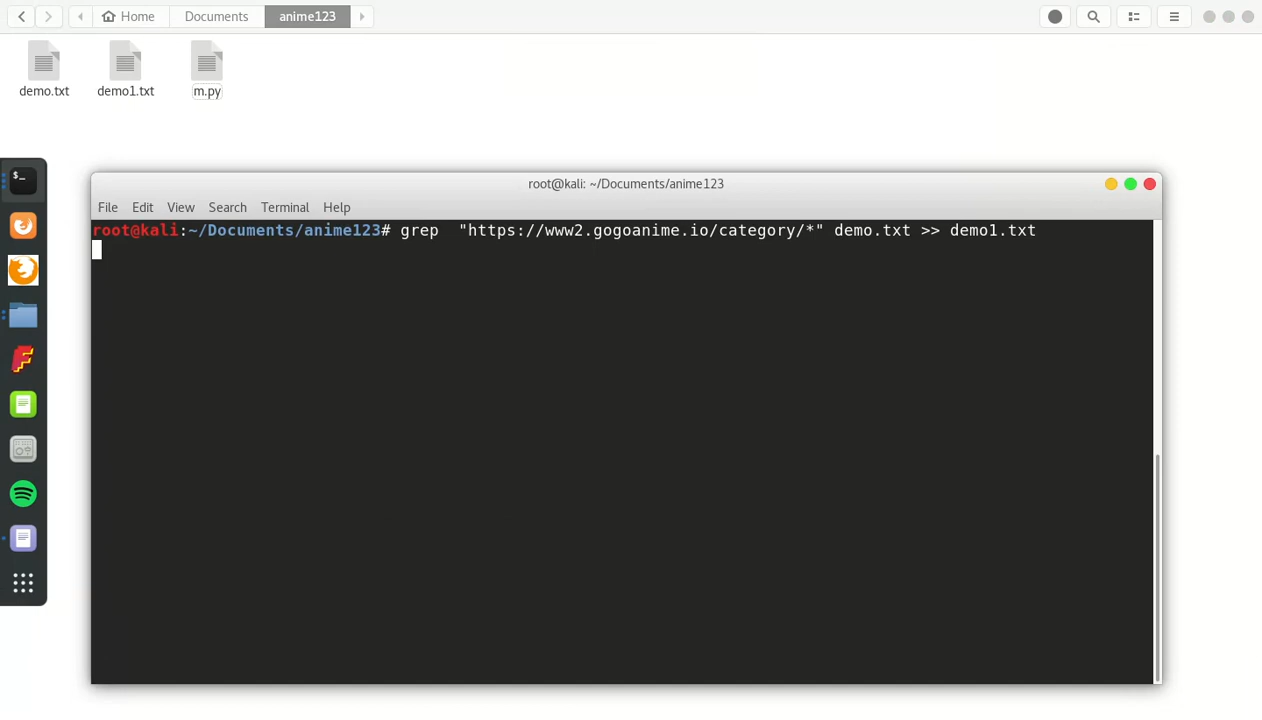 Home Documents anime123
demo.txt demo1.txt m.py
$_
root@kali: ~/Documents/anime123
File Edit View Search Terminal Help
root@kali:~/Documents/anime123# grep  "https://www2.gogoanime.io/category/*" demo.txt >> demo1.txt